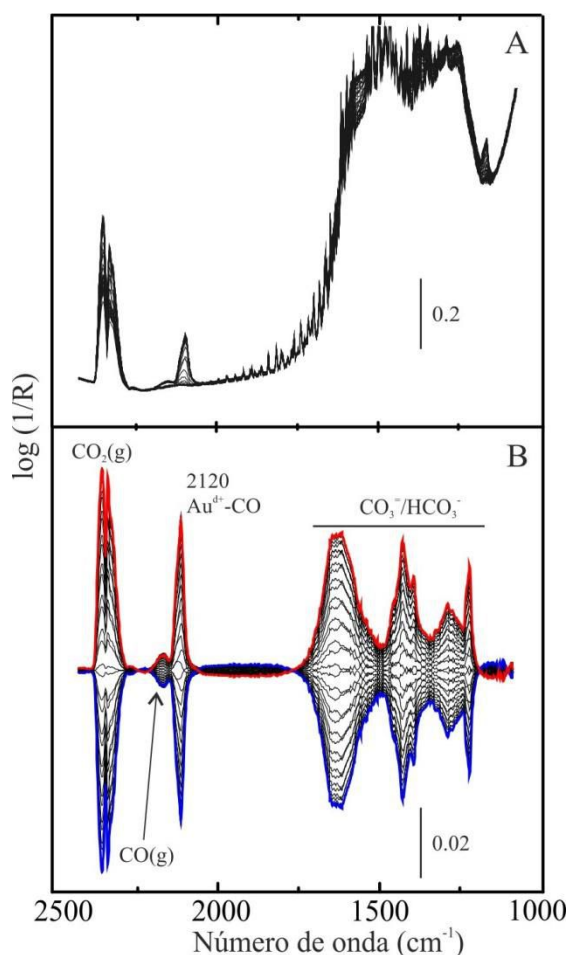 A
0.2
log (1/R)
B
CO₂(g)
2120
Auᵈ⁺-CO
CO₃⁼/HCO₃⁻
CO(g)
0.02
2500 2000 1500 1000
Número de onda (cm⁻¹)